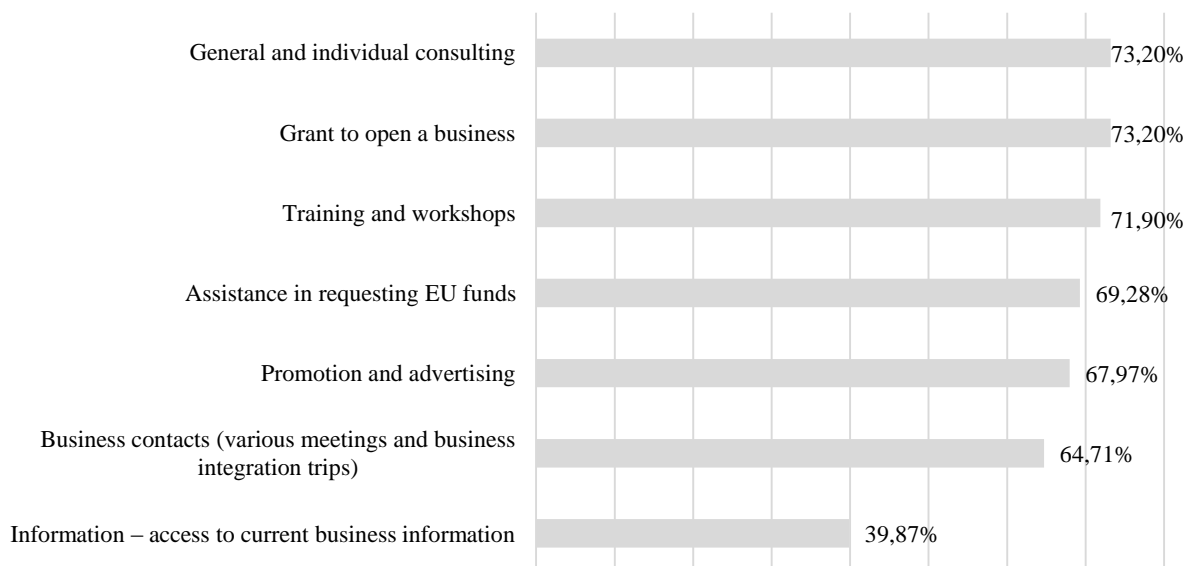 General and individual consulting 73,20%
Grant to open a business 73,20%
Training and workshops 71,90%
Assistance in requesting EU funds 69,28%
Promotion and advertising 67,97%
Business contacts (various meetings and business
integration trips) 64,71%
Information – access to current business information 39,87%